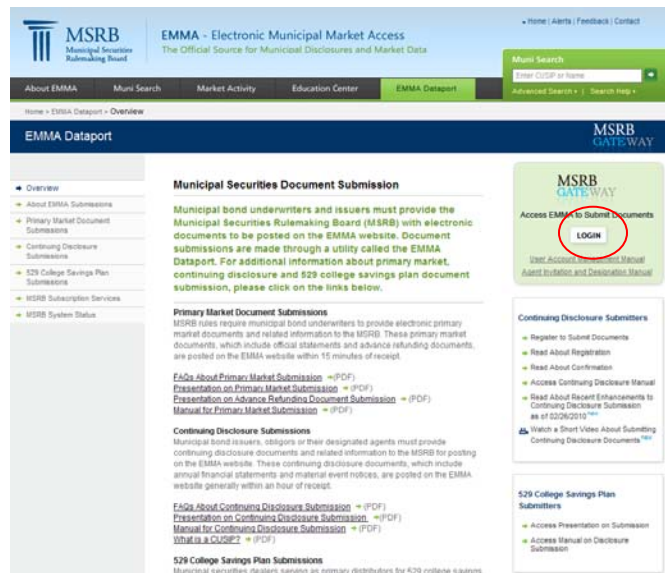 MSRB
Municipal Securities
Rulemaking Board
EMMA - Electronic Municipal Market Access
The Official Source for Municipal Disclosures and Market Data
Home | Alerts | Feedback | Contact
Muni Search
Enter CUSIP or Name
Advanced Search | Search Help
About EMMA
Muni Search
Market Activity
Education Center
EMMA Dataport
Home > EMMA Dataport > Overview
EMMA Dataport
MSRB
GATEWAY
Overview
About EMMA Submissions
Primary Market Document
Submissions
Continuing Disclosure
Submissions
529 College Savings Plan
Submissions
MSRB Subscription Services
MSRB System Status
Municipal Securities Document Submission
Municipal bond underwriters and issuers must provide the
Municipal Securities Rulemaking Board (MSRB) with electronic
documents to be posted on the EMMA website. Document
submissions are made through a utility called the EMMA
Dataport. For additional information about primary market,
continuing disclosure and 529 college savings plan document
submission, please click on the links below.
Primary Market Document Submissions
MSRB rules require municipal bond underwriters to provide electronic primary
market documents and related information to the MSRB. These primary market
documents, which include official statements and advance refunding documents,
are posted on the EMMA website within 15 minutes of receipt.
FAQs About Primary Market Submission (PDF)
Presentation on Primary Market Submission (PDF)
Presentation on Advance Refunding Document Submission (PDF)
Manual for Primary Market Submission (PDF)
Continuing Disclosure Submissions
Municipal bond issuers, obligors or their designated agents must provide
continuing disclosure documents and related information to the MSRB for posting
on the EMMA website. These continuing disclosure documents, which include
annual financial statements and material event notices, are posted on the EMMA
website generally within an hour of receipt.
FAQs About Continuing Disclosure Submission (PDF)
Presentation on Continuing Disclosure Submission (PDF)
Manual for Continuing Disclosure Submission (PDF)
What is a CUSIP? (PDF)
529 College Savings Plan Submissions
Municipal securities dealers serving as primary distributors for 529 college savings
MSRB
GATEWAY
Access EMMA to Submit Documents
LOGIN
User Account Management Manual
Agent Invitation and Designation Manual
Continuing Disclosure Submitters
Register to Submit Documents
Read About Registration
Read About Confirmation
Access Continuing Disclosure Manual
Read About Recent Enhancements to
Continuing Disclosure Submission
as of 02/26/2010 New
Watch a Short Video About Submitting
Continuing Disclosure Documents New
529 College Savings Plan
Submitters
Access Presentation on Submission
Access Manual on Disclosure
Submission